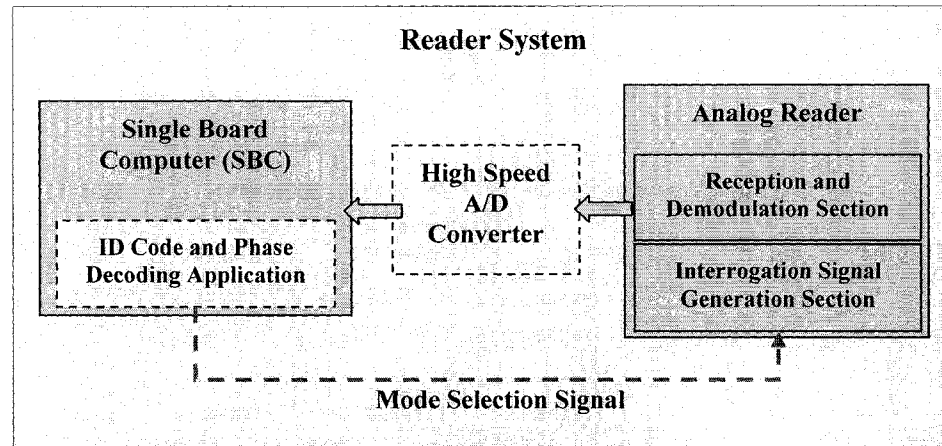 Reader System
Single Board
Computer (SBC)
ID Code and Phase
Decoding Application
High Speed
A/D
Converter
Analog Reader
Reception and
Demodulation Section
Interrogation Signal
Generation Section
Mode Selection Signal